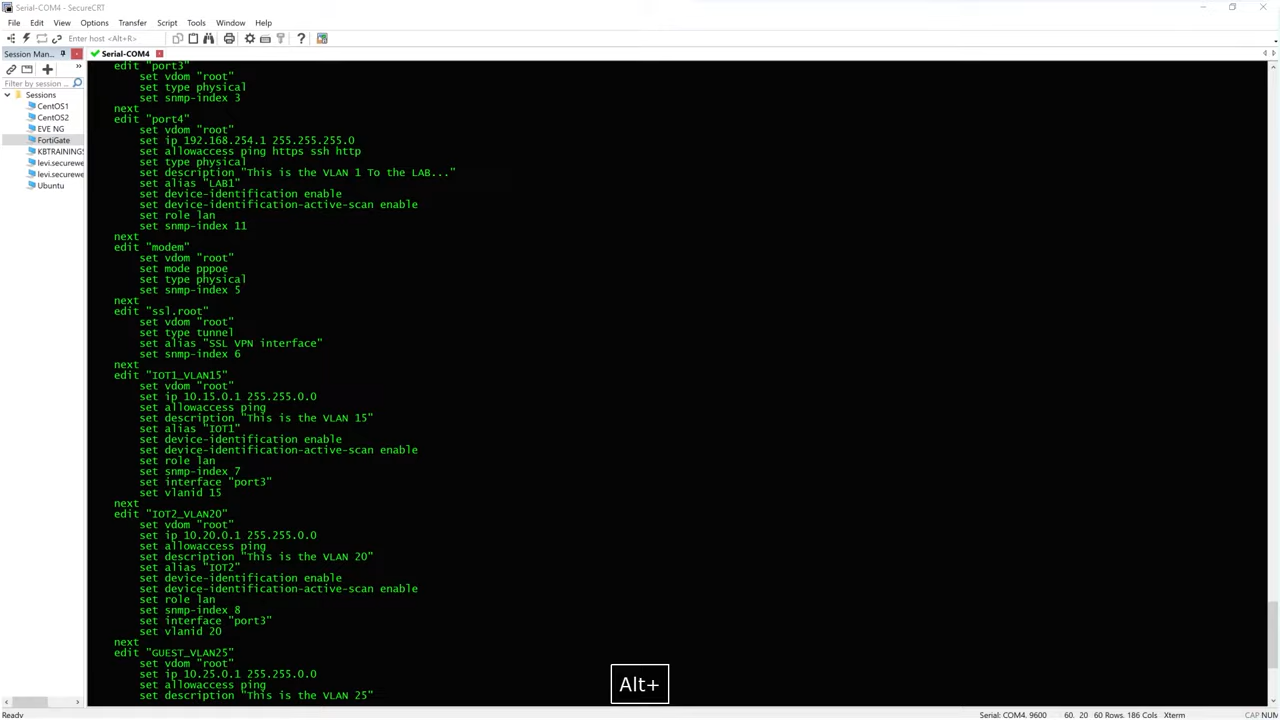 Serial-COM4 - SecureCRT
File Edit View Options Transfer Script Tools Window Help
Enter host <Alt+R>
Session Man... Serial-COM4
Filter by session
Sessions
CentOS1
CentOS2
EVE NG
FortiGate
KBTRAINING
levi.securewe
levi.securewe
Ubuntu
edit "port3"
set vdom "root"
set type physical
set snmp-index 3
next
edit "port4"
set vdom "root"
set ip 192.168.254.1 255.255.255.0
set allowaccess ping https ssh http
set type physical
set description "This is the VLAN 1 To the LAB..."
set alias "LAB1"
set device-identification enable
set device-identification-active-scan enable
set role lan
set snmp-index 11
next
edit "modem"
set vdom "root"
set mode pppoe
set type physical
set snmp-index 5
next
edit "ssl.root"
set vdom "root"
set type tunnel
set alias "SSL VPN interface"
set snmp-index 6
next
edit "IOT1_VLAN15"
set vdom "root"
set ip 10.15.0.1 255.255.0.0
set allowaccess ping
set description "This is the VLAN 15"
set alias "IOT1"
set device-identification enable
set device-identification-active-scan enable
set role lan
set snmp-index 7
set interface "port3"
set vlanid 15
next
edit "IOT2_VLAN20"
set vdom "root"
set ip 10.20.0.1 255.255.0.0
set allowaccess ping
set description "This is the VLAN 20"
set alias "IOT2"
set device-identification enable
set device-identification-active-scan enable
set role lan
set snmp-index 8
set interface "port3"
set vlanid 20
next
edit "GUEST_VLAN25"
set vdom "root"
set ip 10.25.0.1 255.255.0.0
set allowaccess ping
set description "This is the VLAN 25"
Alt+
Ready Serial: COM4, 9600 60, 20 60 Rows, 186 Cols Xterm CAP NUM